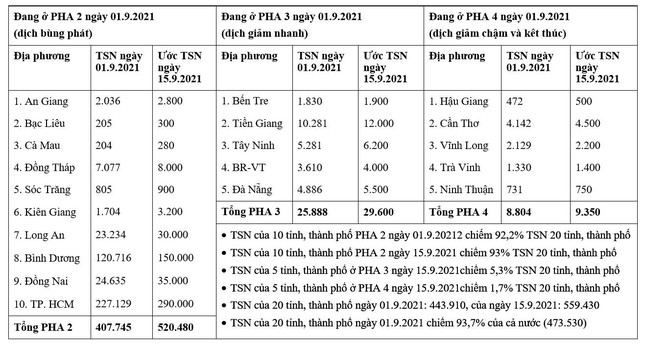 Đang ở PHA 2 ngày 01.9.2021
(dịch bùng phát)
Địa phương TSN ngày 01.9.2021 Ước TSN ngày 15.9.2021
1. An Giang 2.036 2.800
2. Bạc Liêu 205 300
3. Cà Mau 204 280
4. Đồng Tháp 7.077 8.000
5. Sóc Trăng 805 900
6. Kiên Giang 1.704 3.200
7. Long An 23.234 30.000
8. Bình Dương 120.716 150.000
9. Đồng Nai 24.635 35.000
10. TP. HCM 227.129 290.000
Tổng PHA 2 407.745 520.480
Đang ở PHA 3 ngày 01.9.2021
(dịch giảm nhanh)
Địa phương TSN ngày 01.9.2021 Ước TSN ngày 15.9.2021
1. Bến Tre 1.830 1.900
2. Tiền Giang 10.281 12.000
3. Tây Ninh 5.281 6.200
4. BR-VT 3.610 4.000
5. Đà Nẵng 4.886 5.500
Tổng PHA 3 25.888 29.600
Đang ở PHA 4 ngày 01.9.2021
(dịch giảm chậm và kết thúc)
Địa phương TSN ngày 01.9.2021 Ước TSN ngày 15.9.2021
1. Hậu Giang 472 500
2. Cần Thơ 4.142 4.500
3. Vĩnh Long 2.129 2.200
4. Trà Vinh 1.330 1.400
5. Ninh Thuận 731 750
Tổng PHA 4 8.804 9.350
• TSN của 10 tỉnh, thành phố PHA 2 ngày 01.9.20212 chiếm 92,2% TSN 20 tỉnh, thành phố
• TSN của 10 tỉnh, thành phố PHA 2 ngày 15.9.2021 chiếm 93% TSN 20 tỉnh, thành phố
• TSN của 5 tỉnh, thành phố ở PHA 3 ngày 15.9.2021chiếm 5,3% TSN 20 tỉnh, thành phố
• TSN của 5 tỉnh, thành phố ở PHA 4 ngày 15.9.2021chiếm 1,7% TSN 20 tỉnh, thành phố
• TSN của 20 tỉnh, thành phố ngày 01.9.2021: 443.910, của ngày 15.9.2021: 559.430
• TSN của 20 tỉnh, thành phố ngày 01.9.2021 chiếm 93,7% của cả nước (473.530)